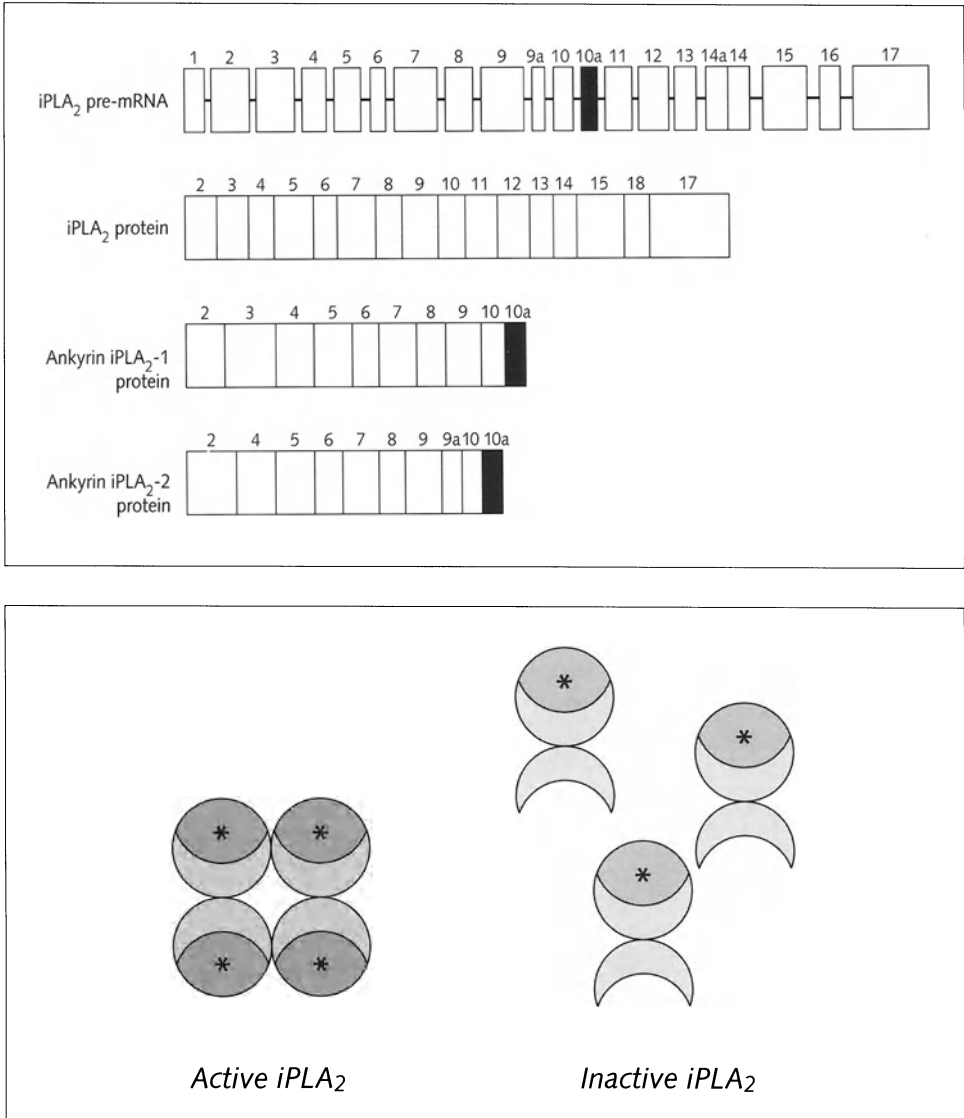 1 2 3 4 5 6 7 8 9 9a 10 10a 11 12 13 14a 14 15 16 17
iPLA2 pre-mRNA
2 3 4 5 6 7 8 9 10 11 12 13 14 15 18 17
iPLA2 protein
2 3 4 5 6 7 8 9 10 10a
Ankyrin iPLA2-1
protein
2 4 5 6 7 8 9 9a 10 10a
Ankyrin iPLA2-2
protein
*
*
* *
*
* *
Active iPLA2 Inactive iPLA2